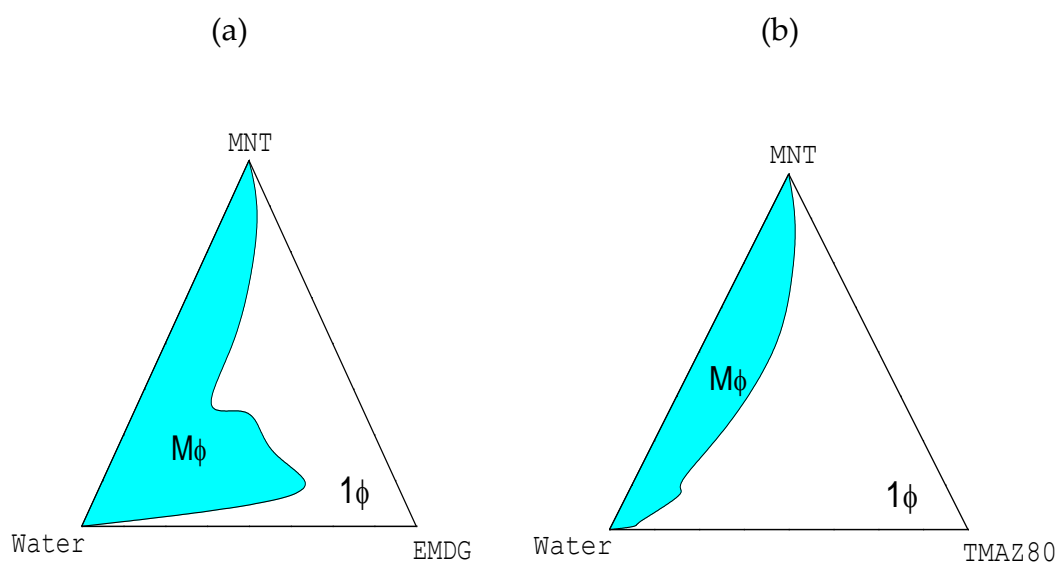 (a)
MNT
Mϕ
1ϕ
Water
EMDG
(b)
MNT
Mϕ
1ϕ
Water
TMAZ80